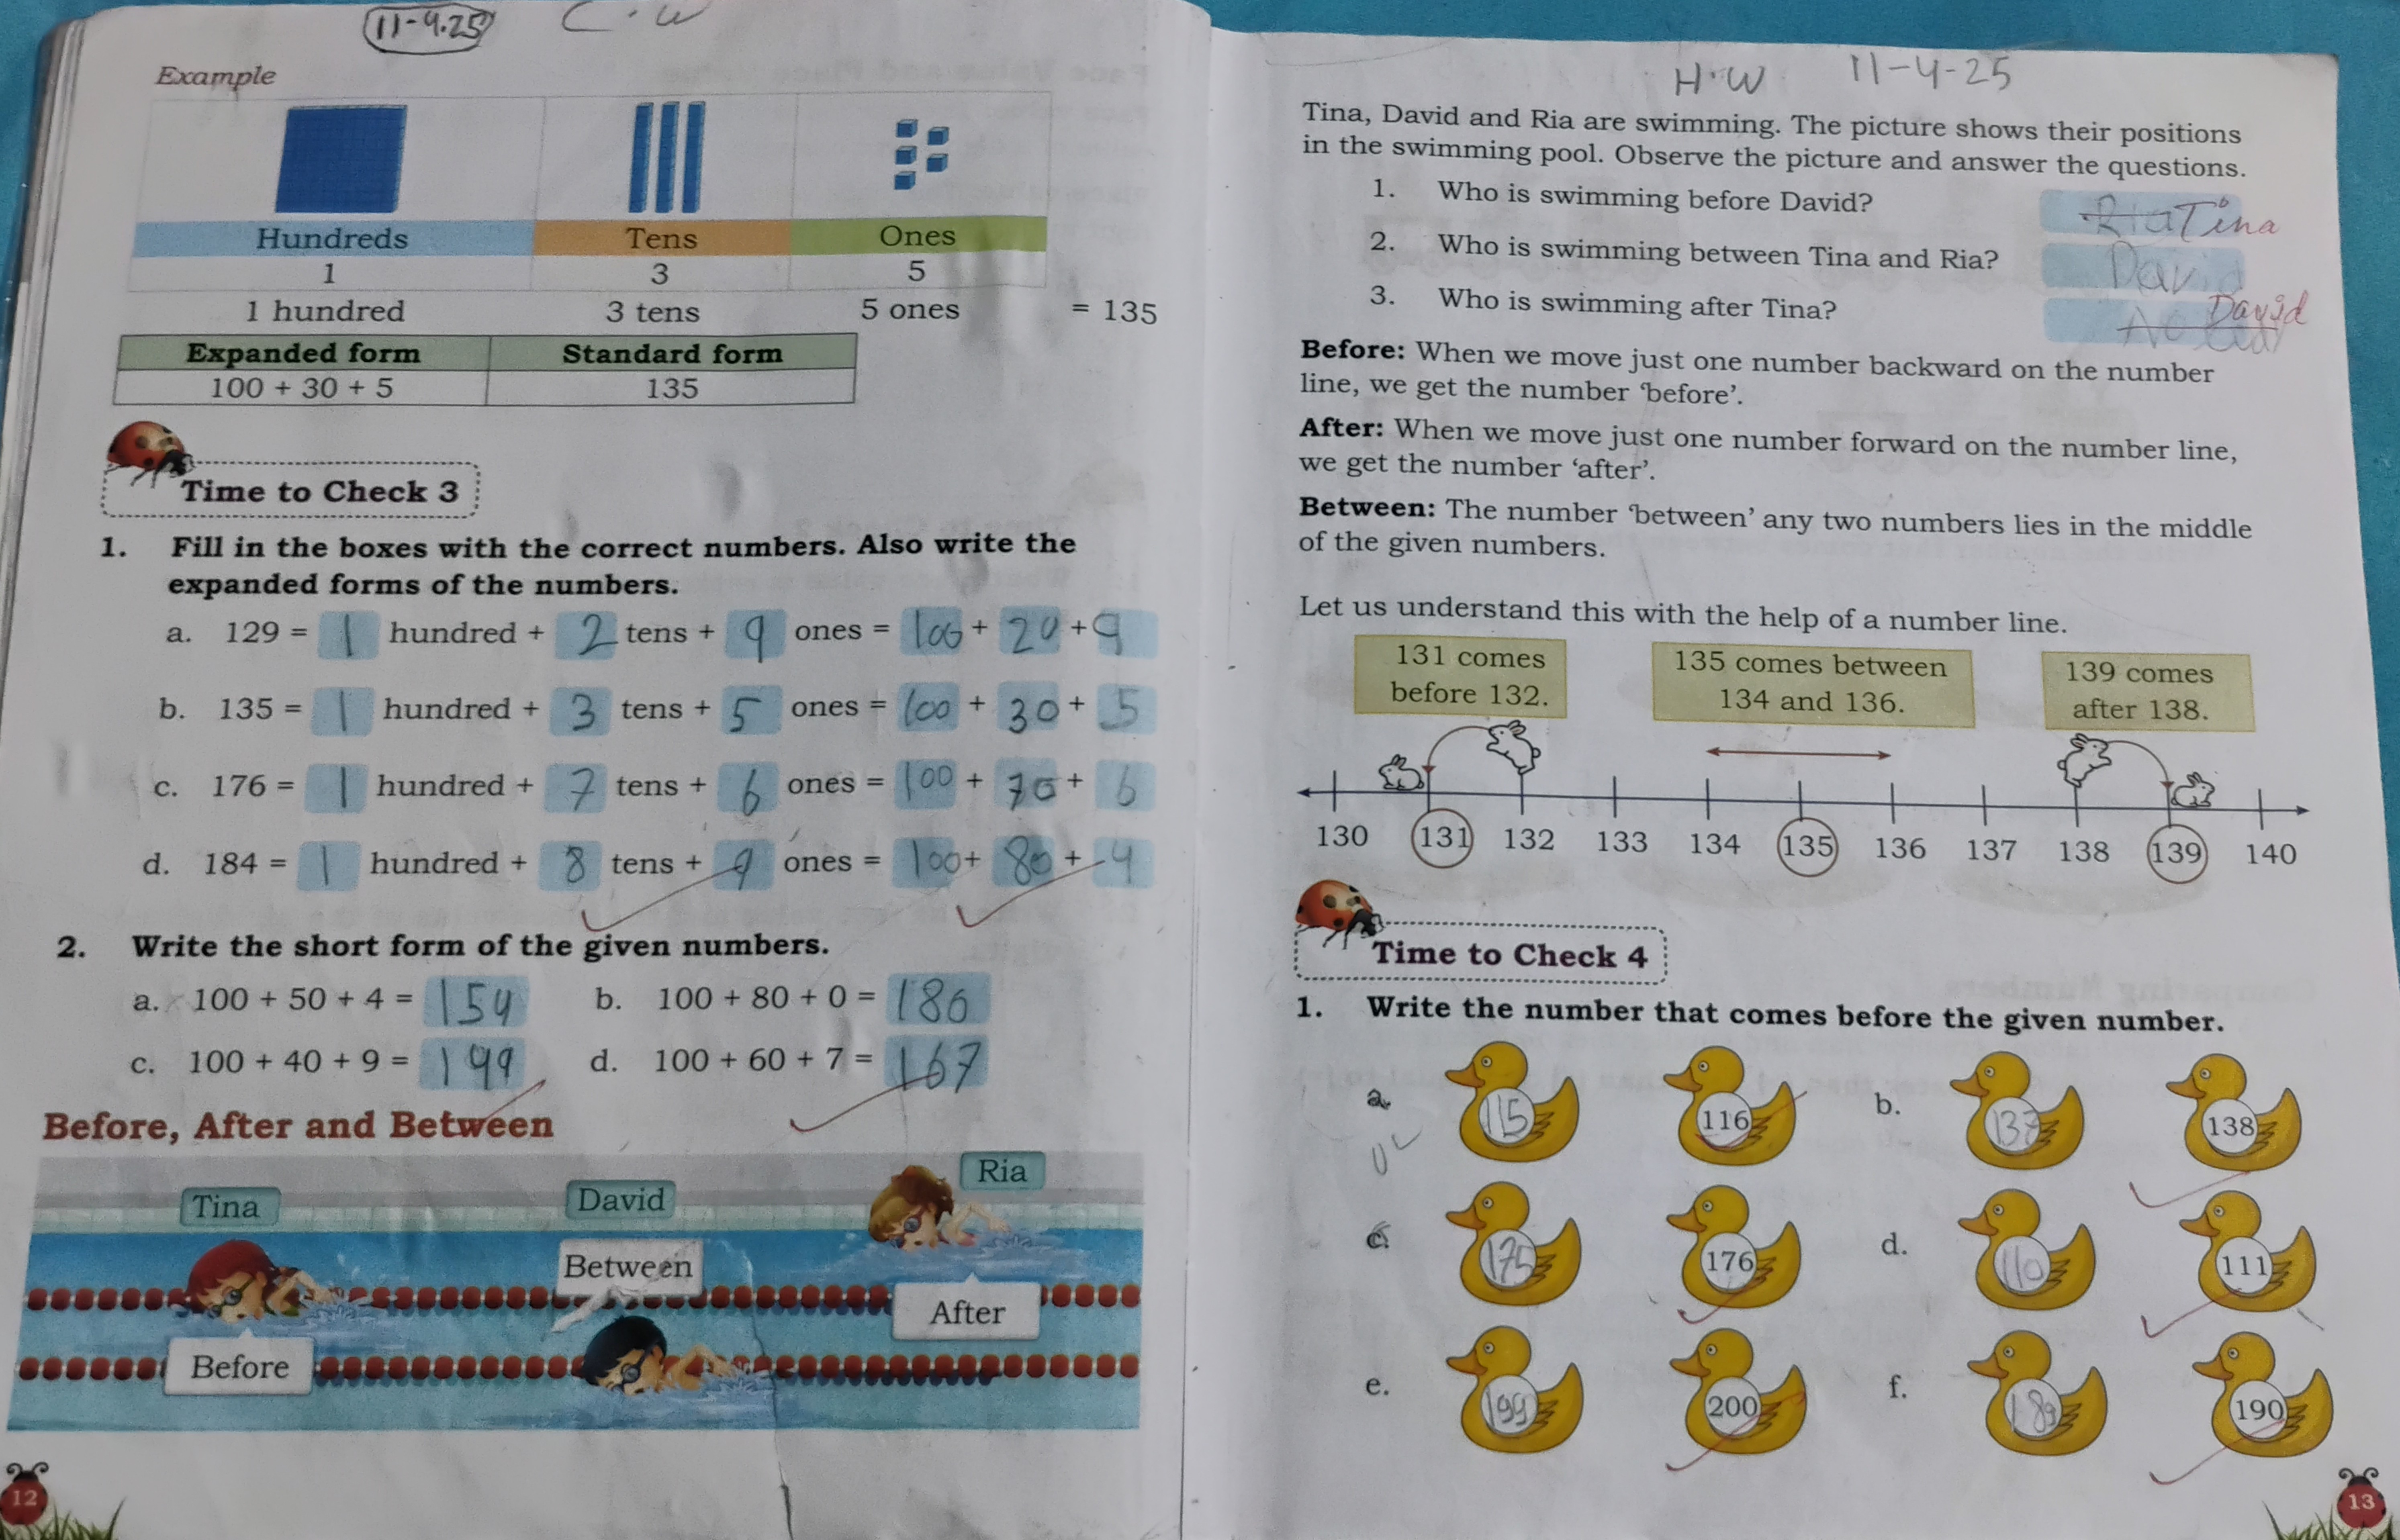 11-4-25
C.W
Example
Hundreds Tens Ones
1 3 5
1 hundred 3 tens 5 ones = 135
Expanded form Standard form
100 + 30 + 5 135
Time to Check 3
1. Fill in the boxes with the correct numbers. Also write the
expanded forms of the numbers.
a. 129 = 1 hundred + 2 tens + 9 ones = 100 + 20 + 9
b. 135 = 1 hundred + 3 tens + 5 ones = 100 + 30 + 5
c. 176 = 1 hundred + 7 tens + 6 ones = 100 + 70 + 6
d. 184 = 1 hundred + 8 tens + 4 ones = 100 + 80 + 4
2. Write the short form of the given numbers.
a. 100 + 50 + 4 = 154 b. 100 + 80 + 0 = 180
c. 100 + 40 + 9 = 149 d. 100 + 60 + 7 = 167
Before, After and Between
Tina David Ria
Between
After
Before
12
H.W 11-4-25
Tina, David and Ria are swimming. The picture shows their positions
in the swimming pool. Observe the picture and answer the questions.
1. Who is swimming before David? Ria Tina
2. Who is swimming between Tina and Ria? David
3. Who is swimming after Tina? David
Before: When we move just one number backward on the number
line, we get the number ‘before’.
After: When we move just one number forward on the number line,
we get the number ‘after’.
Between: The number ‘between’ any two numbers lies in the middle
of the given numbers.
Let us understand this with the help of a number line.
131 comes 135 comes between 139 comes
before 132. 134 and 136. after 138.
130 131 132 133 134 135 136 137 138 139 140
Time to Check 4
1. Write the number that comes before the given number.
a. 115 116 b. 137 138
c. 175 176 d. 110 111
e. 199 200 f. 189 190
13